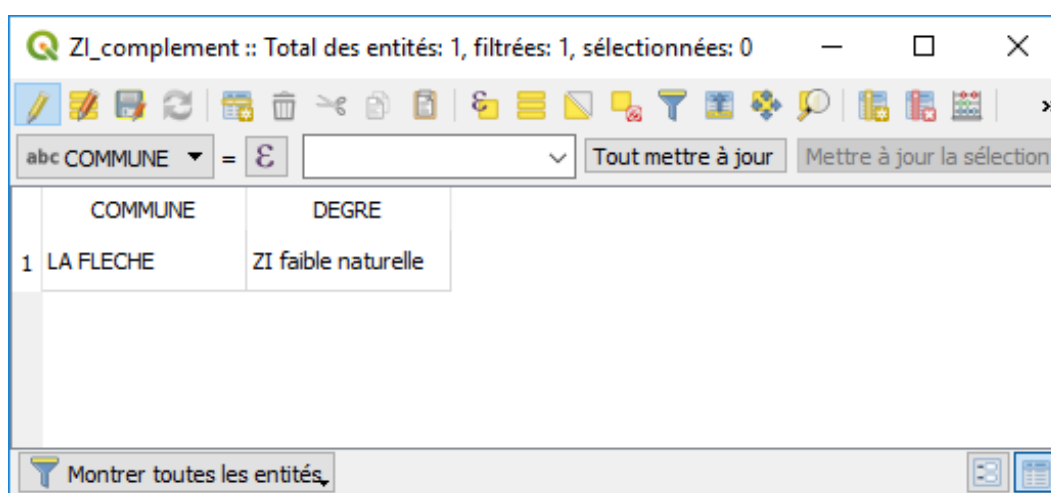 ZI_complement :: Total des entités: 1, filtrées: 1, sélectionnées: 0
abc COMMUNE = ε Tout mettre à jour Mettre à jour la sélection
COMMUNE DEGRE
1 LA FLECHE ZI faible naturelle
Montrer toutes les entités